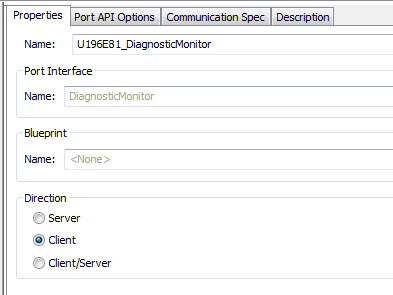 Properties Port API Options Communication Spec Description
Name: U196E81_DiagnosticMonitor
Port Interface
Name: DiagnosticMonitor
Blueprint
Name: <None>
Direction
Server
Client
Client/Server